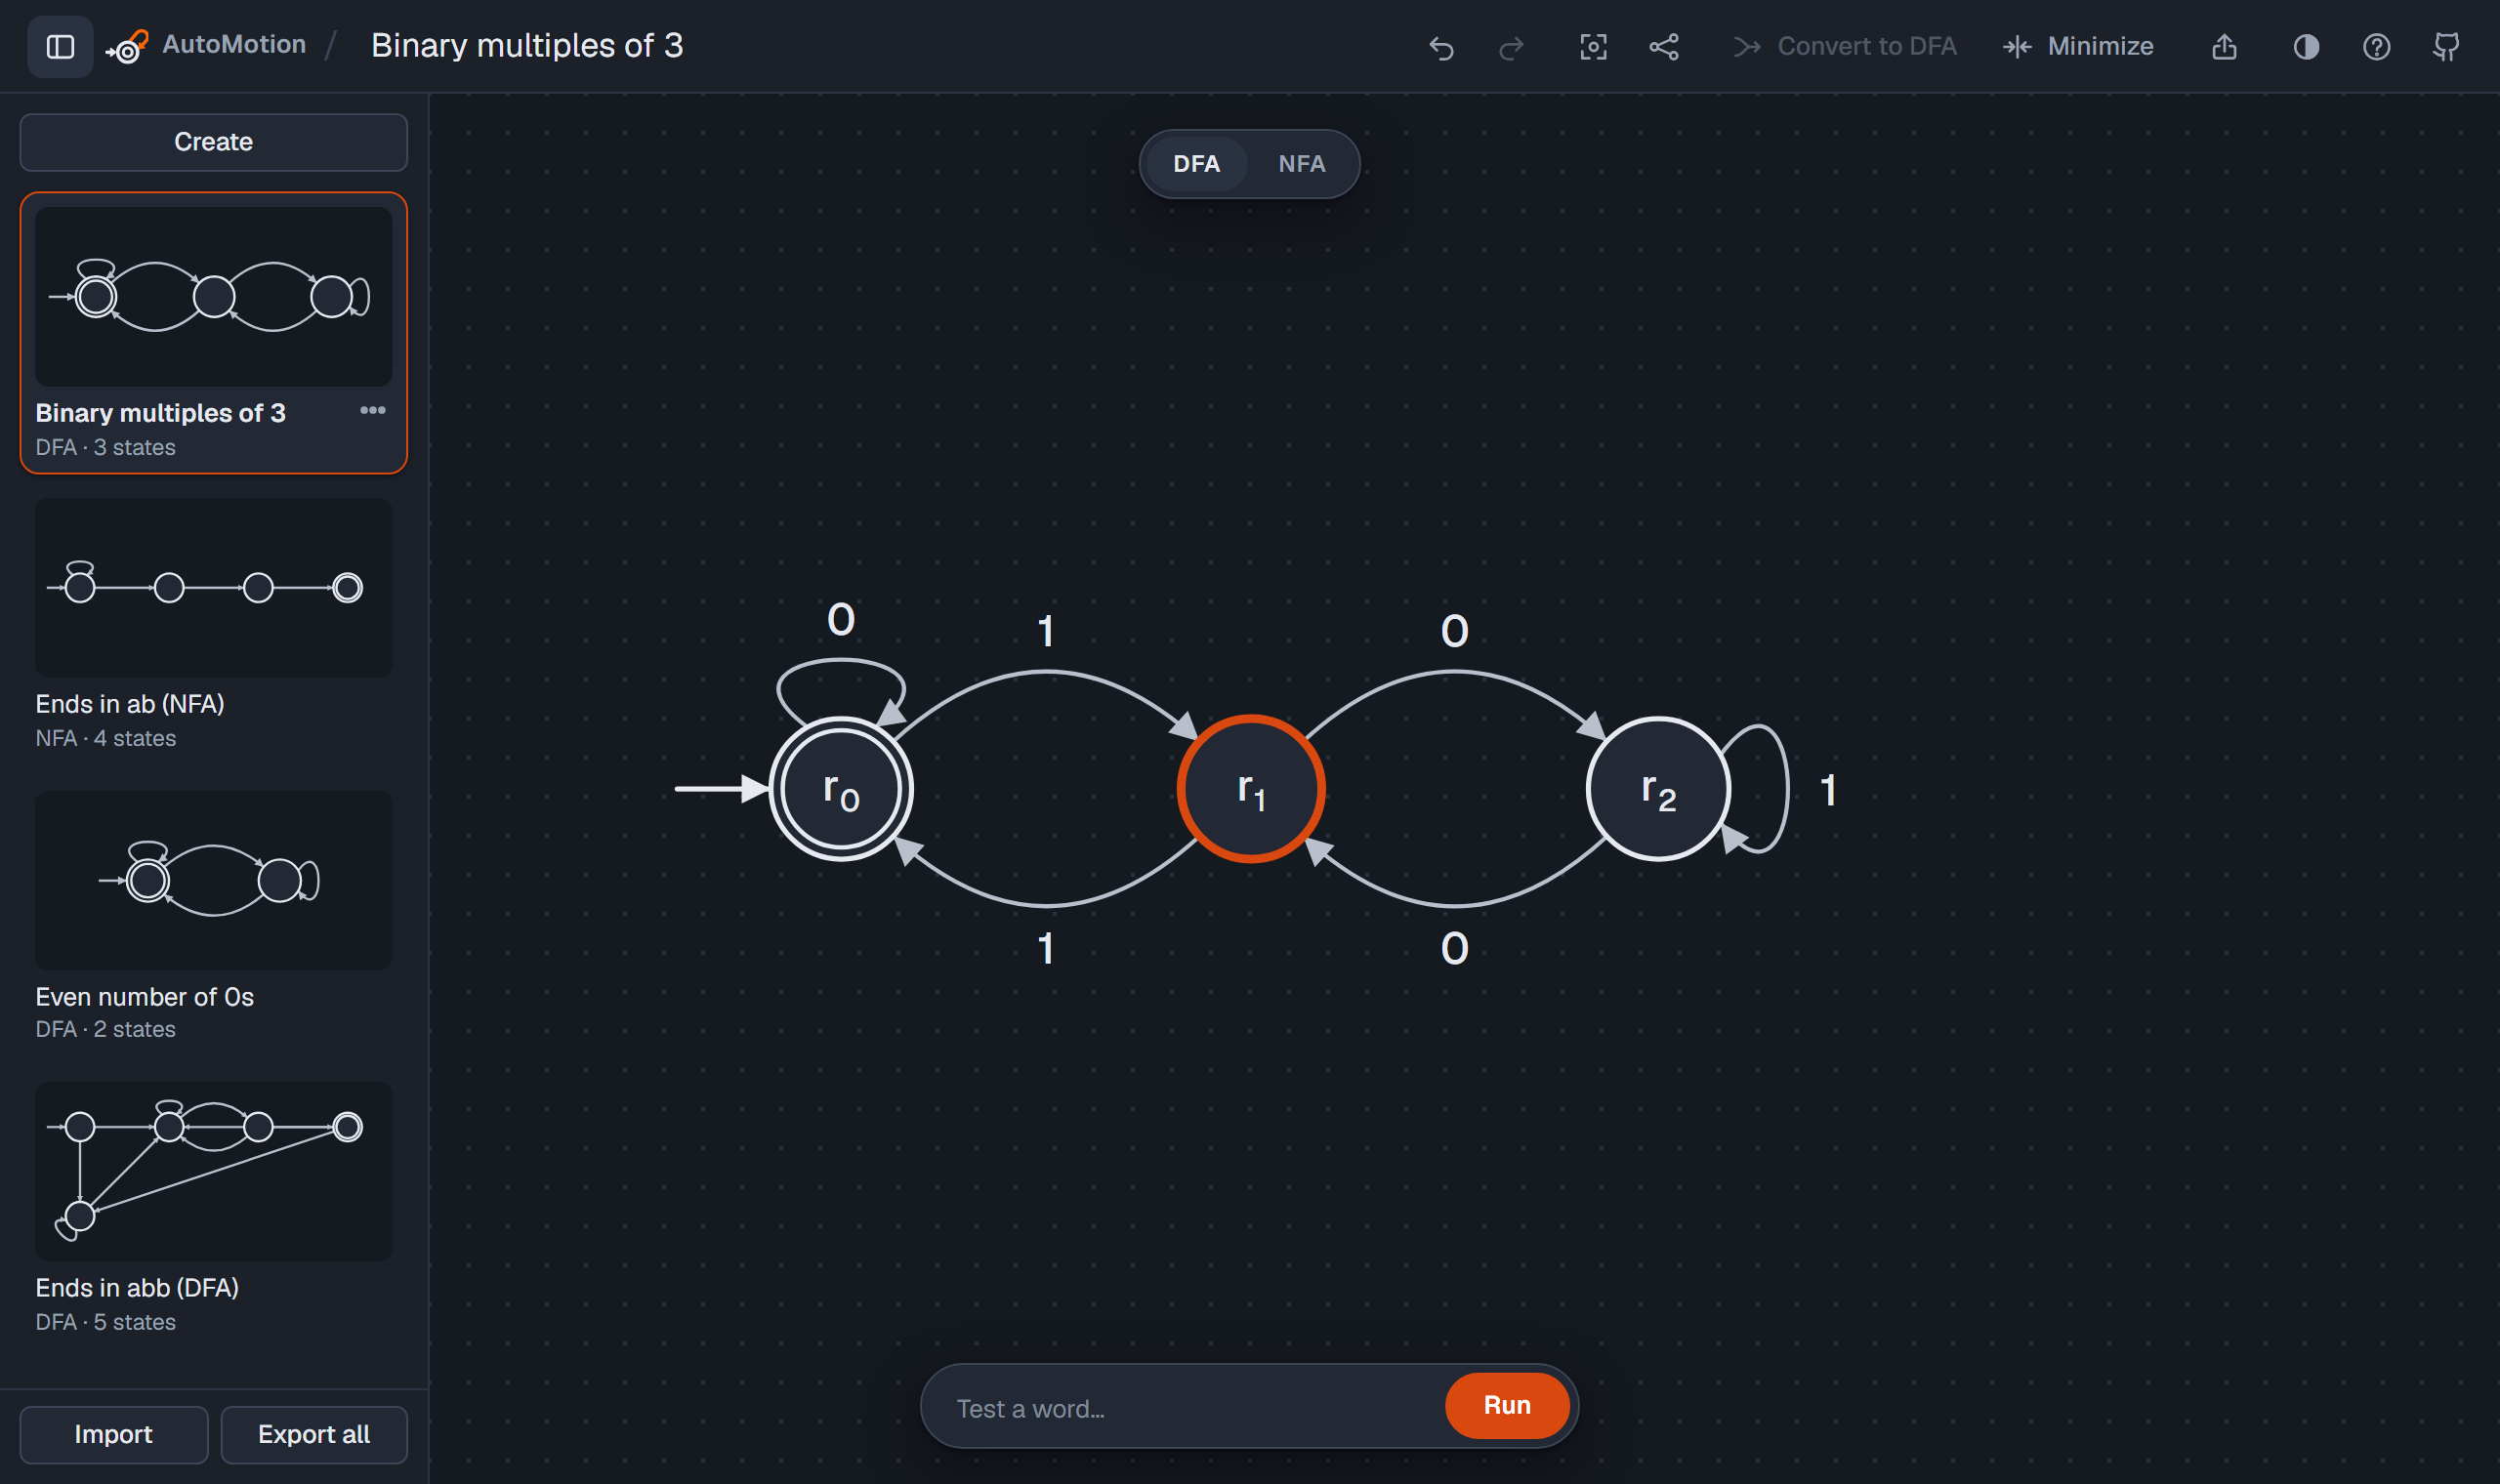 AutoMotion / Binary multiples of 3
Convert to DFA
Minimize
Create
Binary multiples of 3
DFA · 3 states
Ends in ab (NFA)
NFA · 4 states
Even number of 0s
DFA · 2 states
Ends in abb (DFA)
DFA · 5 states
Import
Export all
DFA
NFA
0
1
0
r0
r1
r2
1
1
0
Test a word...
Run